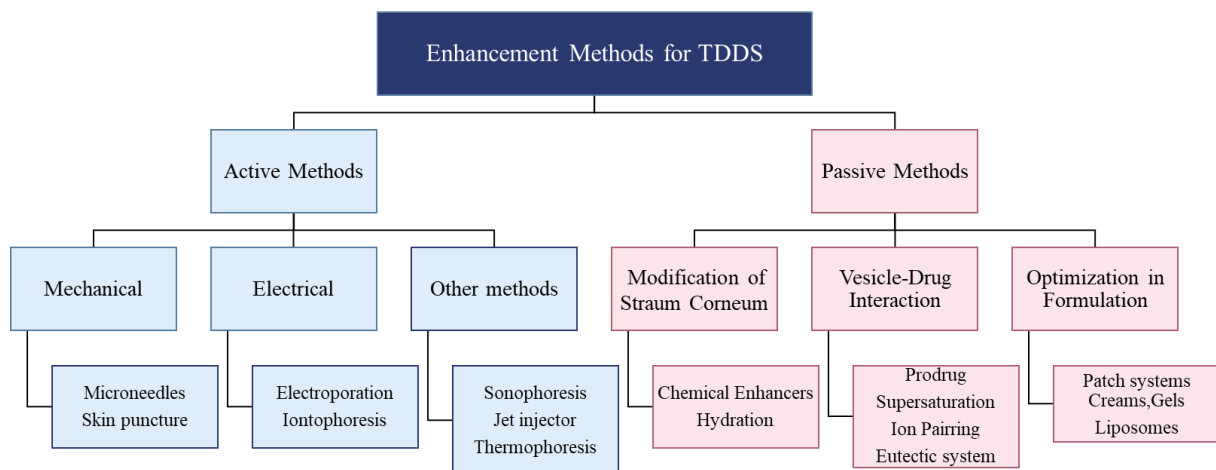 Enhancement Methods for TDDS
Active Methods
Passive Methods
Mechanical
Electrical
Other methods
Modification of
Straum Corneum
Vesicle-Drug
Interaction
Optimization in
Formulation
Microneedles
Skin puncture
Electroporation
Iontophoresis
Sonophoresis
Jet injector
Thermophoresis
Chemical Enhancers
Hydration
Prodrug
Supersaturation
Ion Pairing
Eutectic system
Patch systems
Creams,Gels
Liposomes